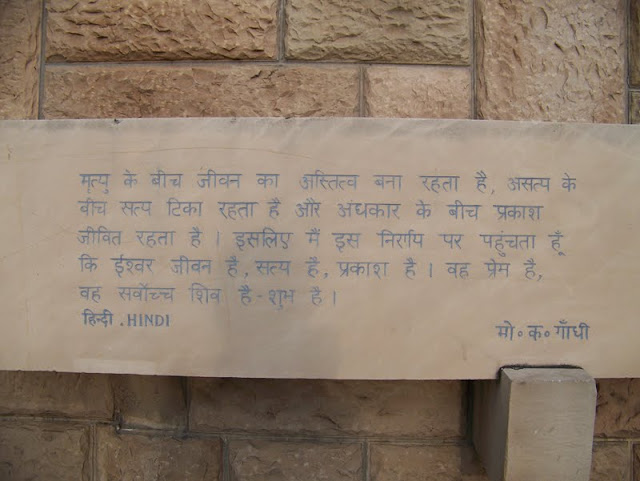 मृत्यु के बीच जीवन का अस्तित्व बना रहता है, असत्य के
बीच सत्य टिका रहता है और अंधकार के बीच प्रकाश
जीवित रहता है । इसलिए मैं इस निर्राय पर पहुंचता हूँ
कि ईश्वर जीवन है, सत्य है, प्रकाश है । वह प्रेम है,
वह सर्वोच्च शिव है - शुभ है ।
हिन्दी . HINDI
मो॰ क॰ गाँधी